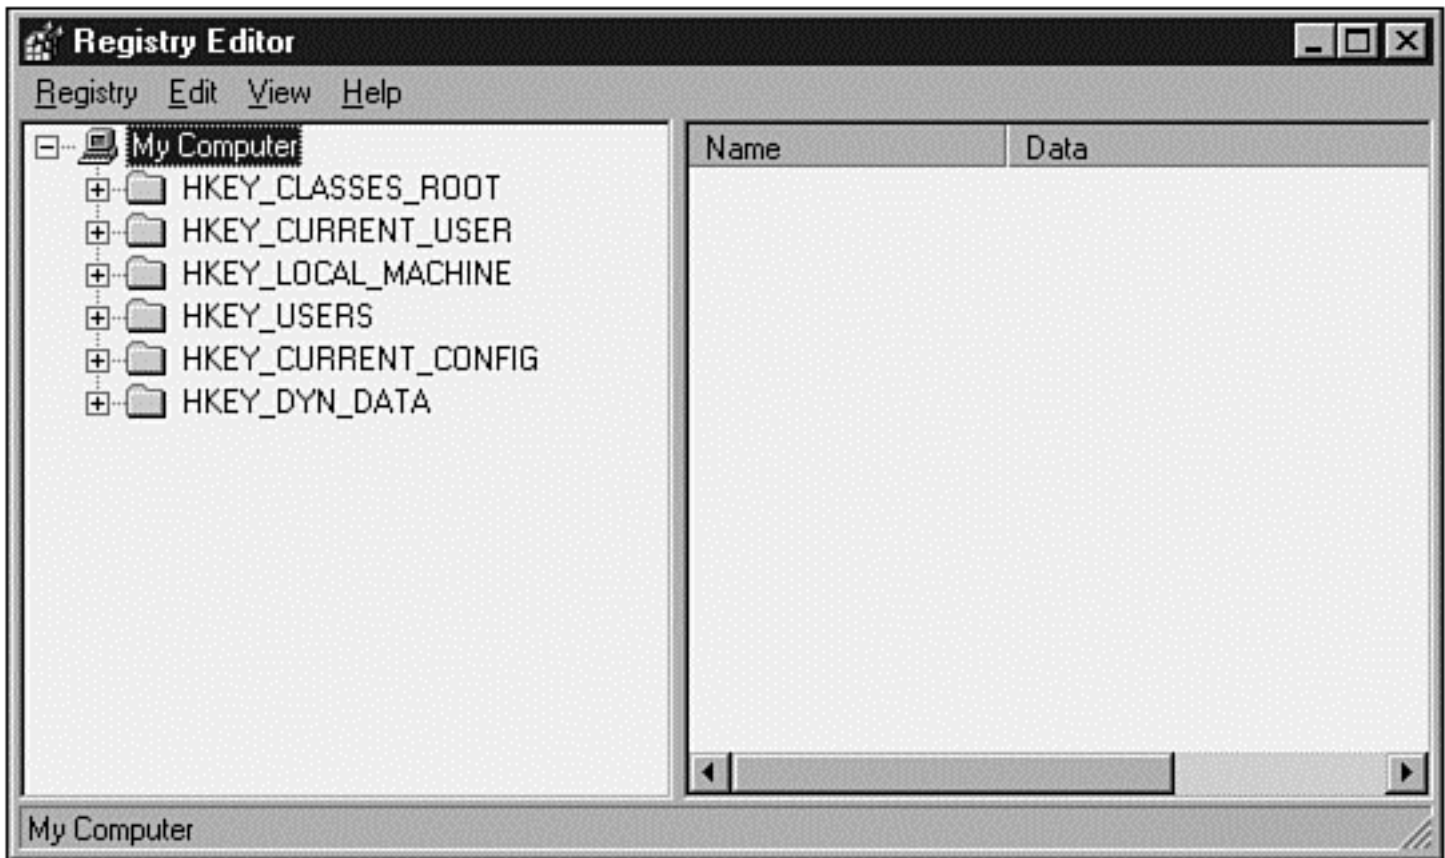 Registry Editor
Registry Edit View Help
My Computer
HKEY_CLASSES_ROOT
HKEY_CURRENT_USER
HKEY_LOCAL_MACHINE
HKEY_USERS
HKEY_CURRENT_CONFIG
HKEY_DYN_DATA
Name Data
My Computer